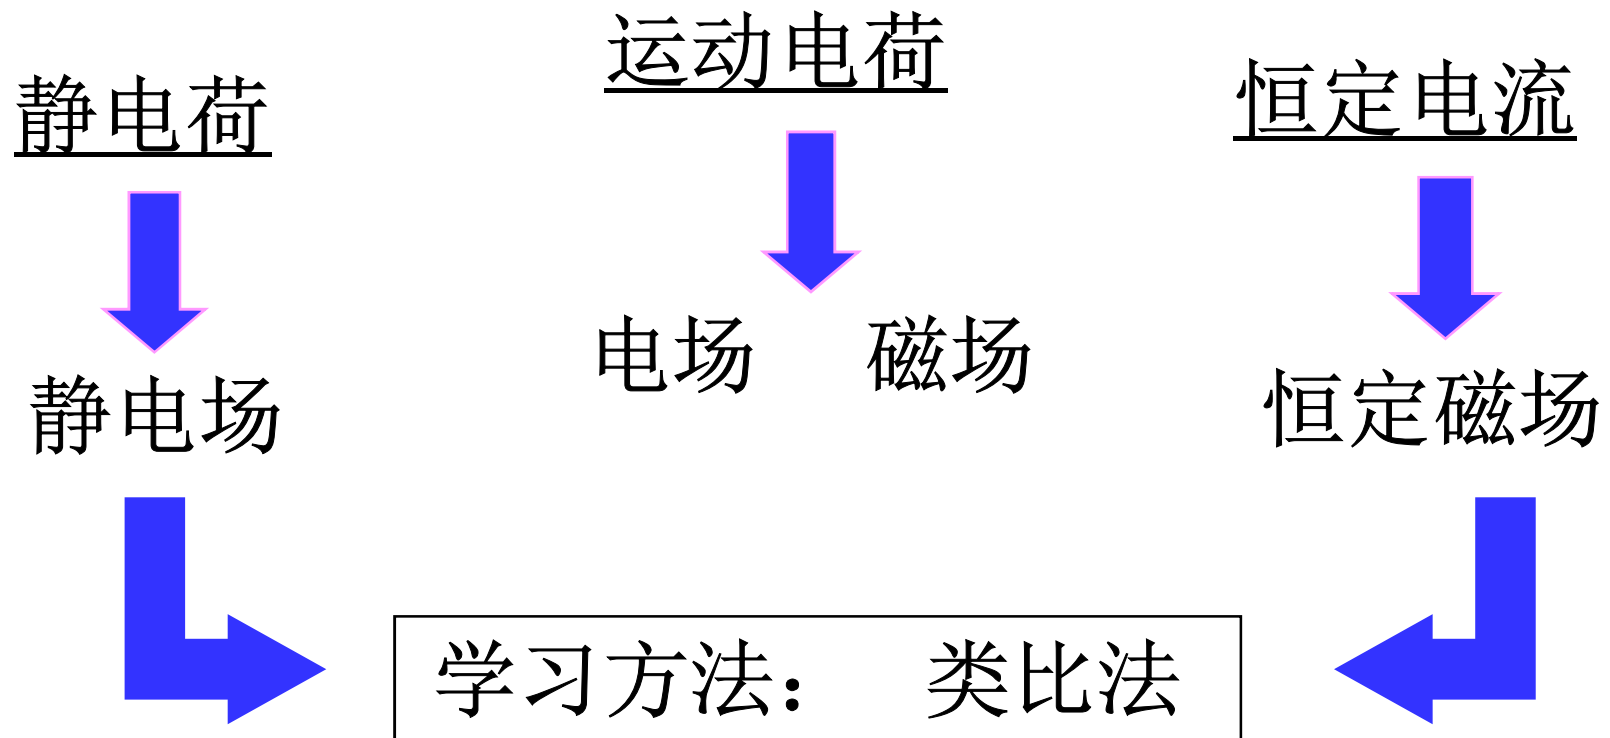 静电荷
运动电荷
恒定电流
电场 磁场
静电场
恒定磁场
学习方法： 类比法